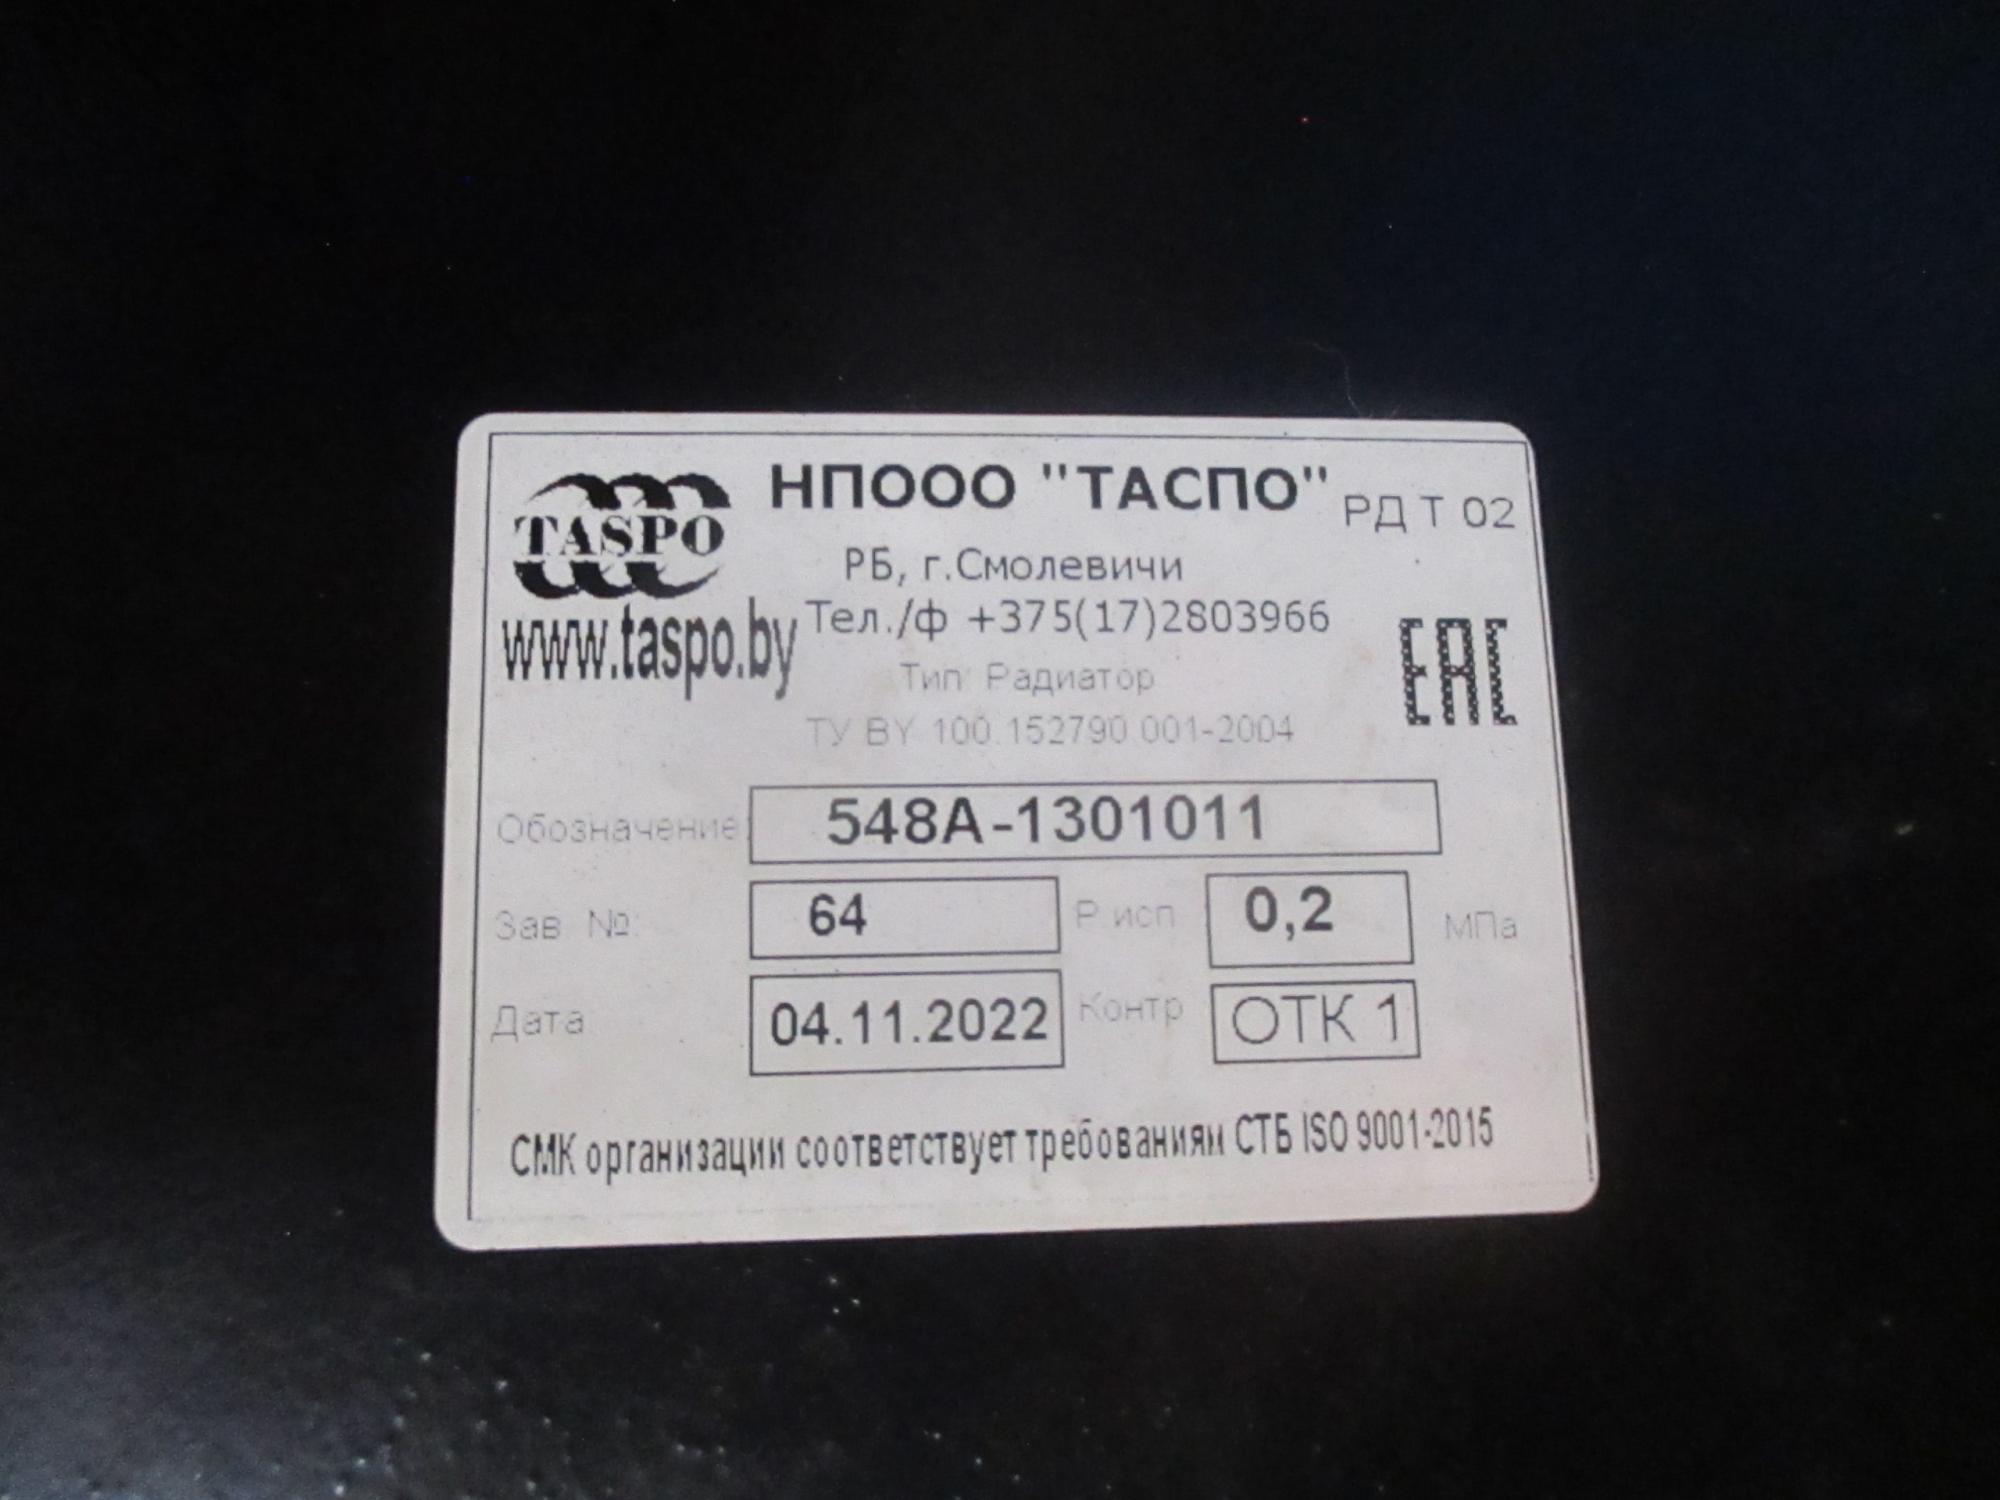 TASPO
НПООО "ТАСПО" РД Т 02
РБ, г.Смолевичи
www.taspo.by Тел./ф +375(17)2803966
Тип: Радиатор
EAC
ТУ BY 100.152790.001-2004
Обозначение: 548А-1301011
Зав. №: 64 Р.исп 0,2 МПа
Дата 04.11.2022 Контр ОТК 1
СМК организации соответствует требованиям СТБ ISO 9001-2015